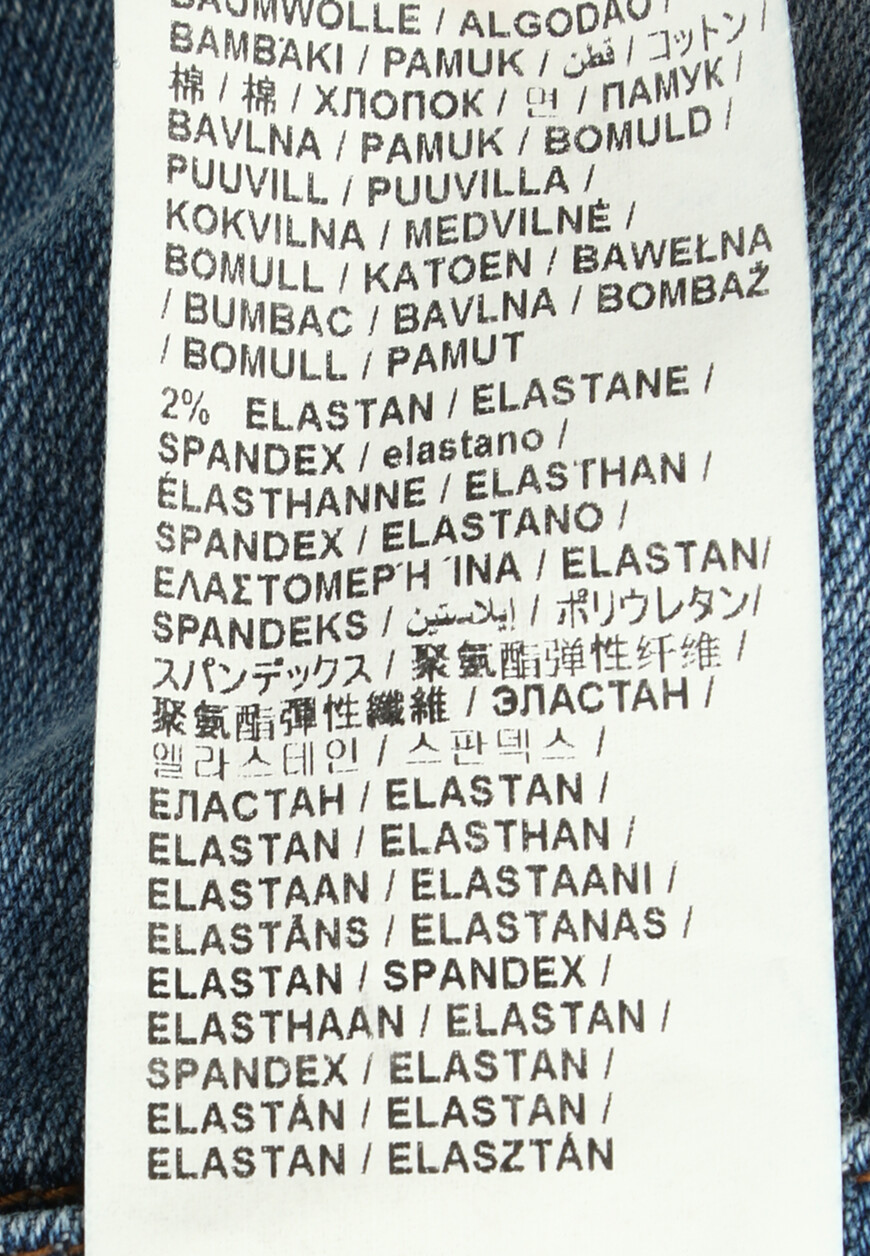 BAUMWOLLE / ALGODÃO /
BAMBAKI / PAMUK / قطن / コットン /
棉 / 棉 / ХЛОПОК / 면 / ПАМУК /
BAVLNA / PAMUK / BOMULD /
PUUVILL / PUUVILLA /
KOKVILNA / MEDVILNĖ /
BOMULL / KATOEN / BAWEŁNA
/ BUMBAC / BAVLNA / BOMBAŽ
/ BOMULL / PAMUT
2% ELASTAN / ELASTANE /
SPANDEX / elastano /
ÉLASTHANNE / ELASTHAN /
SPANDEX / ELASTANO /
ΕΛΑΣΤΟΜΕΡΉ ΊΝΑ / ELASTAN/
SPANDEKS / إيلاستين / ポリウレタン/
スパンデックス / 聚氨酯弹性纤维 /
聚氨酯彈性纖維 / ЭЛАСТАН /
엘라스테인 / 스판덱스 /
ЕЛАСТАН / ELASTAN /
ELASTAN / ELASTHAN /
ELASTAAN / ELASTAANI /
ELASTĀNS / ELASTANAS /
ELASTAN / SPANDEX /
ELASTHAAN / ELASTAN /
SPANDEX / ELASTAN /
ELASTÁN / ELASTAN /
ELASTAN / ELASZTÁN